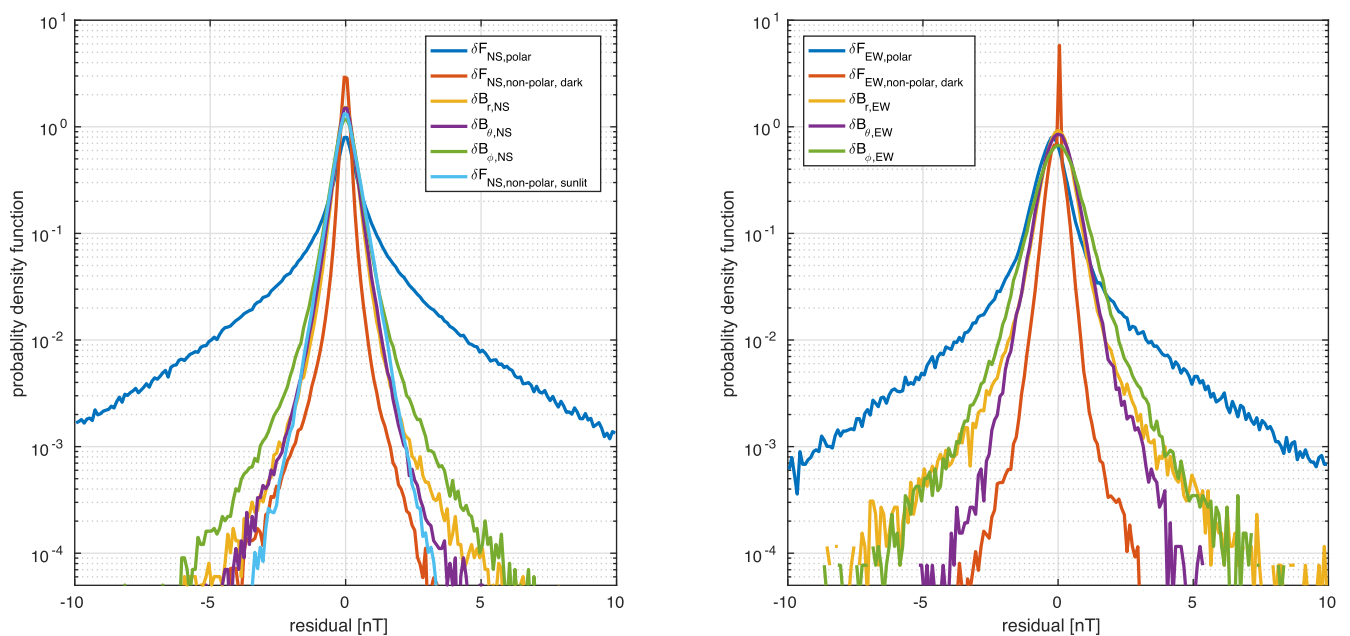 10^1
10^0
10^-1
10^-2
10^-3
10^-4
probablity density function
-10 -5 0 5 10
residual [nT]
δF_NS,polar
δF_NS,non-polar, dark
δB_r,NS
δB_θ,NS
δB_ϕ,NS
δF_NS,non-polar, sunlit
10^1
10^0
10^-1
10^-2
10^-3
10^-4
probablity density function
-10 -5 0 5 10
residual [nT]
δF_EW,polar
δF_EW,non-polar, dark
δB_r,EW
δB_θ,EW
δB_ϕ,EW